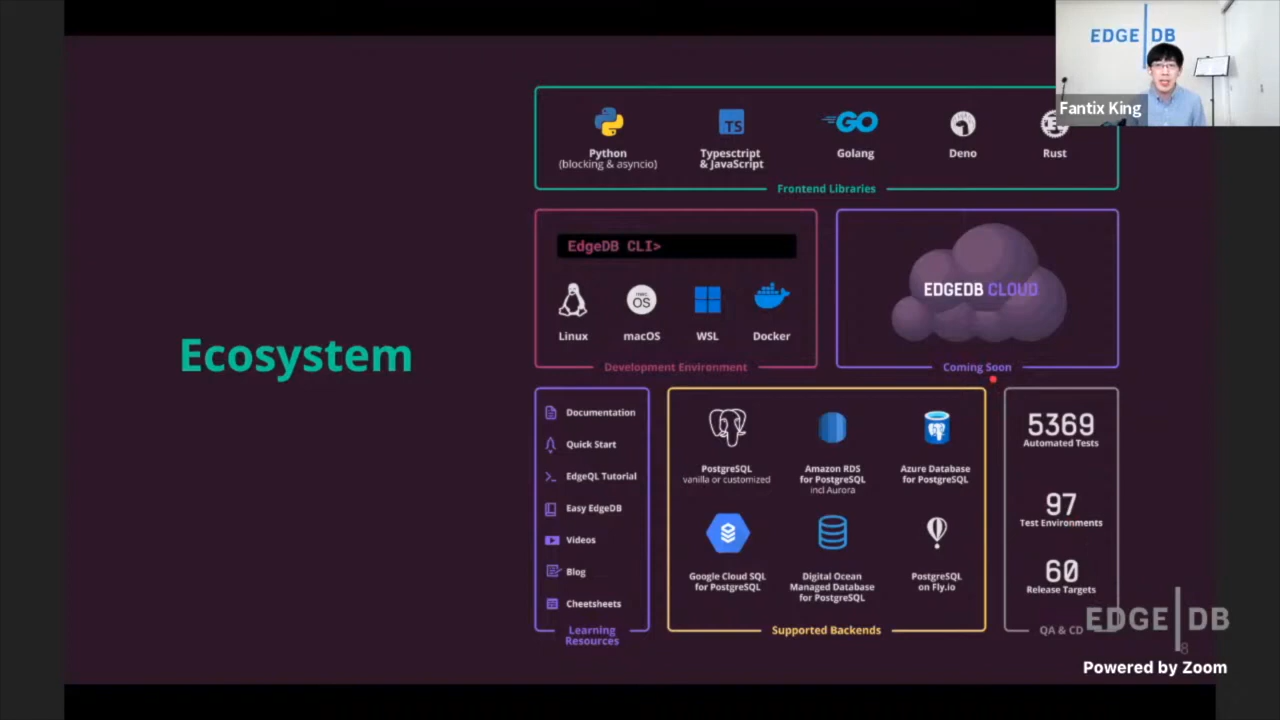 EDGE DB
Fantix King
Ecosystem
Python
(blocking & asyncio)
TS
Typesctript
& JavaScript
GO
Golang
Deno
Rust
Frontend Libraries
EdgeDB CLI>
Linux
OS
macOS
WSL
Docker
Development Environment
EDGEDB CLOUD
Coming Soon
Documentation
Quick Start
EdgeQL Tutorial
Easy EdgeDB
Videos
Blog
Cheetsheets
Learning
Resources
PostgreSQL
vanilla or customized
Amazon RDS
for PostgreSQL
incl Aurora
Azure Database
for PostgreSQL
Google Cloud SQL
for PostgreSQL
Digital Ocean
Managed Database
for PostgreSQL
PostgreSQL
on Fly.io
Supported Backends
5369
Automated Tests
97
Test Environments
60
Release Targets
QA & CD
EDGE DB
8
Powered by Zoom